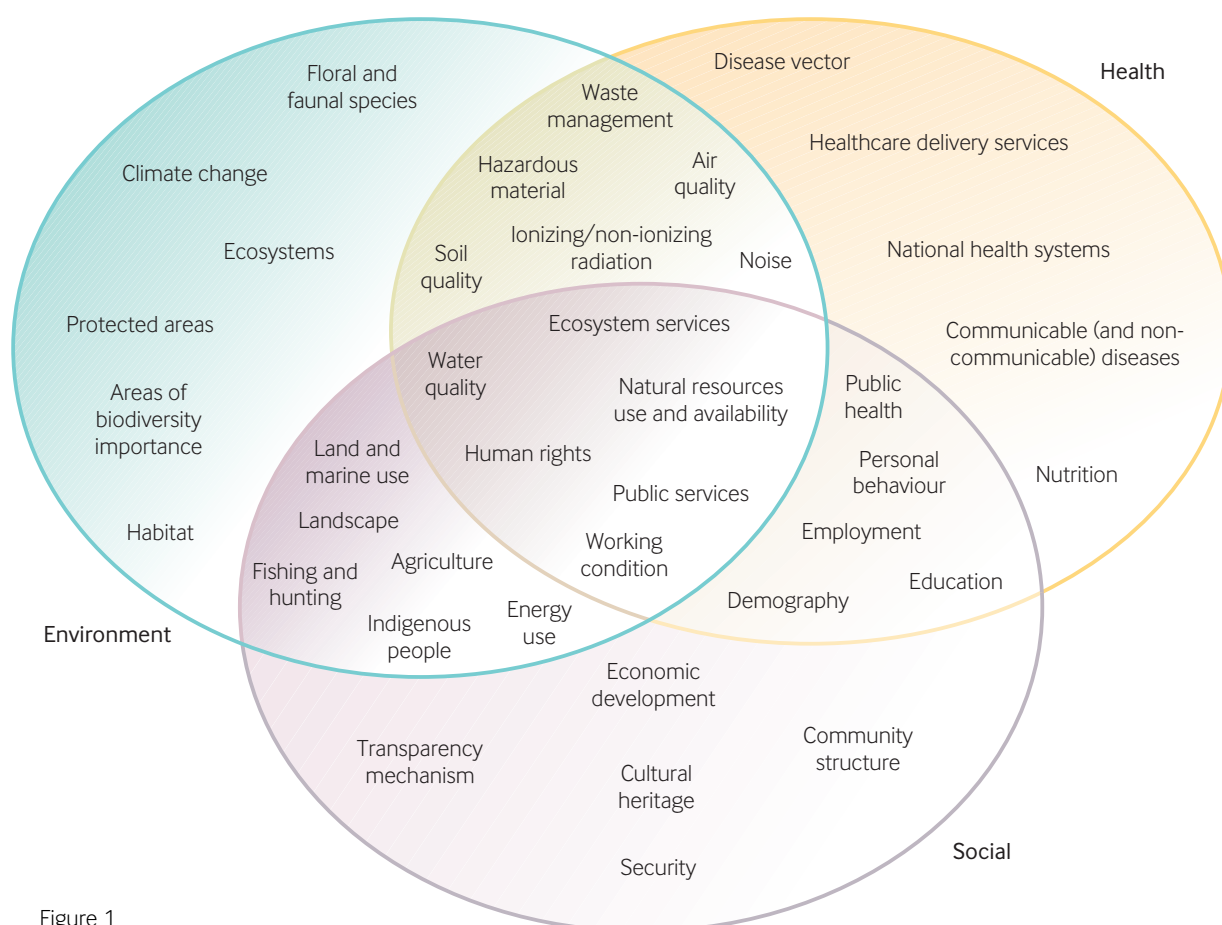 Disease vector
Health
Floral and
faunal species
Waste
management
Healthcare delivery services
Climate change
Hazardous
material
Air
quality
Ecosystems
Soil
quality
Ionizing/non-ionizing
radiation
Noise
National health systems
Protected areas
Ecosystem services
Communicable (and non-
communicable) diseases
Water
quality
Natural resources
use and availability
Public
health
Areas of
biodiversity
importance
Land and
marine use
Human rights
Personal
behaviour
Nutrition
Public services
Habitat
Landscape
Working
condition
Employment
Fishing and
hunting
Agriculture
Education
Demography
Environment
Indigenous
people
Energy
use
Economic
development
Transparency
mechanism
Community
structure
Cultural
heritage
Security
Social
Figure 1